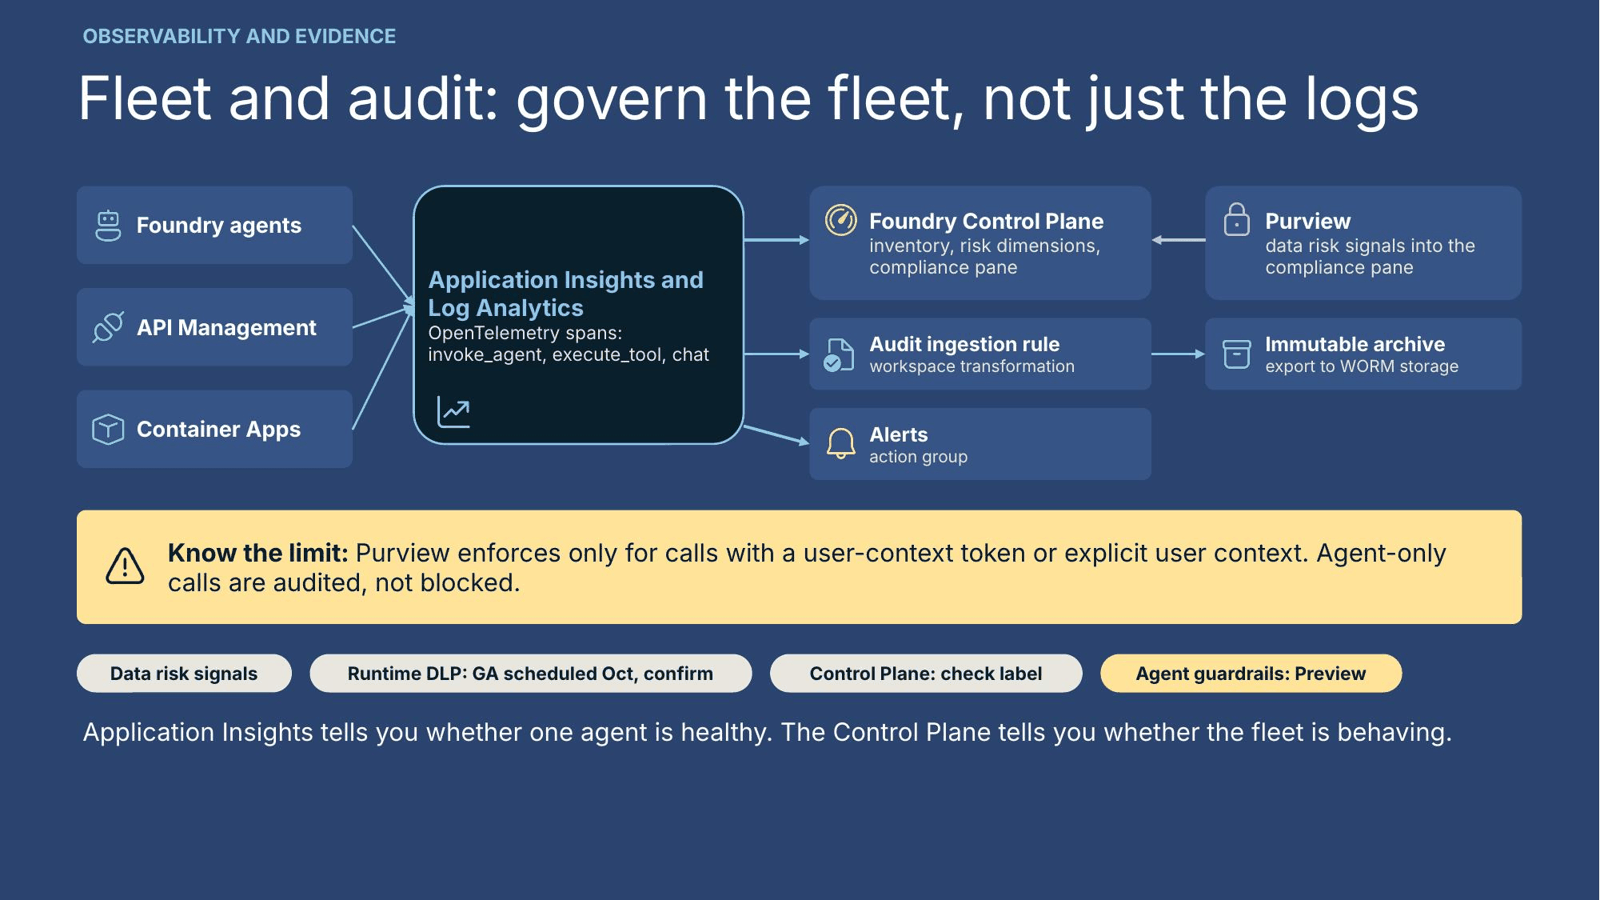 OBSERVABILITY AND EVIDENCE
Fleet and audit: govern the fleet, not just the logs
Foundry agents
API Management
Container Apps
Application Insights and
Log Analytics
OpenTelemetry spans:
invoke_agent, execute_tool, chat
Foundry Control Plane
inventory, risk dimensions,
compliance pane
Purview
data risk signals into the
compliance pane
Audit ingestion rule
workspace transformation
Immutable archive
export to WORM storage
Alerts
action group
Know the limit: Purview enforces only for calls with a user-context token or explicit user context. Agent-only
calls are audited, not blocked.
Data risk signals
Runtime DLP: GA scheduled Oct, confirm
Control Plane: check label
Agent guardrails: Preview
Application Insights tells you whether one agent is healthy. The Control Plane tells you whether the fleet is behaving.